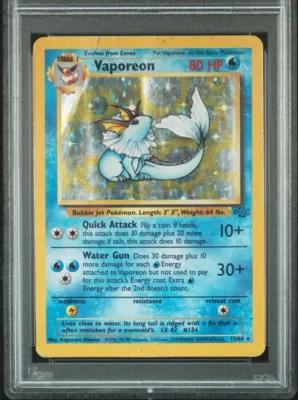 STAGE
Evolves from Eevee
Put Vaporeon on the Basic Pokémon
Vaporeon
80 HP
Bubble Jet Pokémon. Length: 3' 3", Weight: 64 lbs.
Quick Attack Flip a coin. If heads,
this attack does 10 damage plus 20 more
damage; if tails, this attack does 10
damage.
10+
Water Gun Does 30 damage plus 10
more damage for each Energy
attached to Vaporeon but not used to pay
for this attack's Energy cost. Extra
Energy after the 2nd doesn't count.
30+
weakness
resistance
retreat cost
Lives close to water. Its long tail is ridged with a fin that is
often mistaken for a mermaid's. LV. 42 #134
12/64